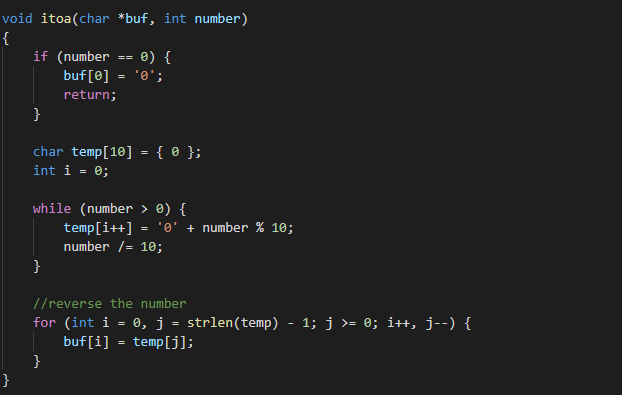 void itoa(char *buf, int number)
{
    if (number == 0) {
        buf[0] = '0';
        return;
    }

    char temp[10] = { 0 };
    int i = 0;

    while (number > 0) {
        temp[i++] = '0' + number % 10;
        number /= 10;
    }

    //reverse the number
    for (int i = 0, j = strlen(temp) - 1; j >= 0; i++, j--) {
        buf[i] = temp[j];
    }
}